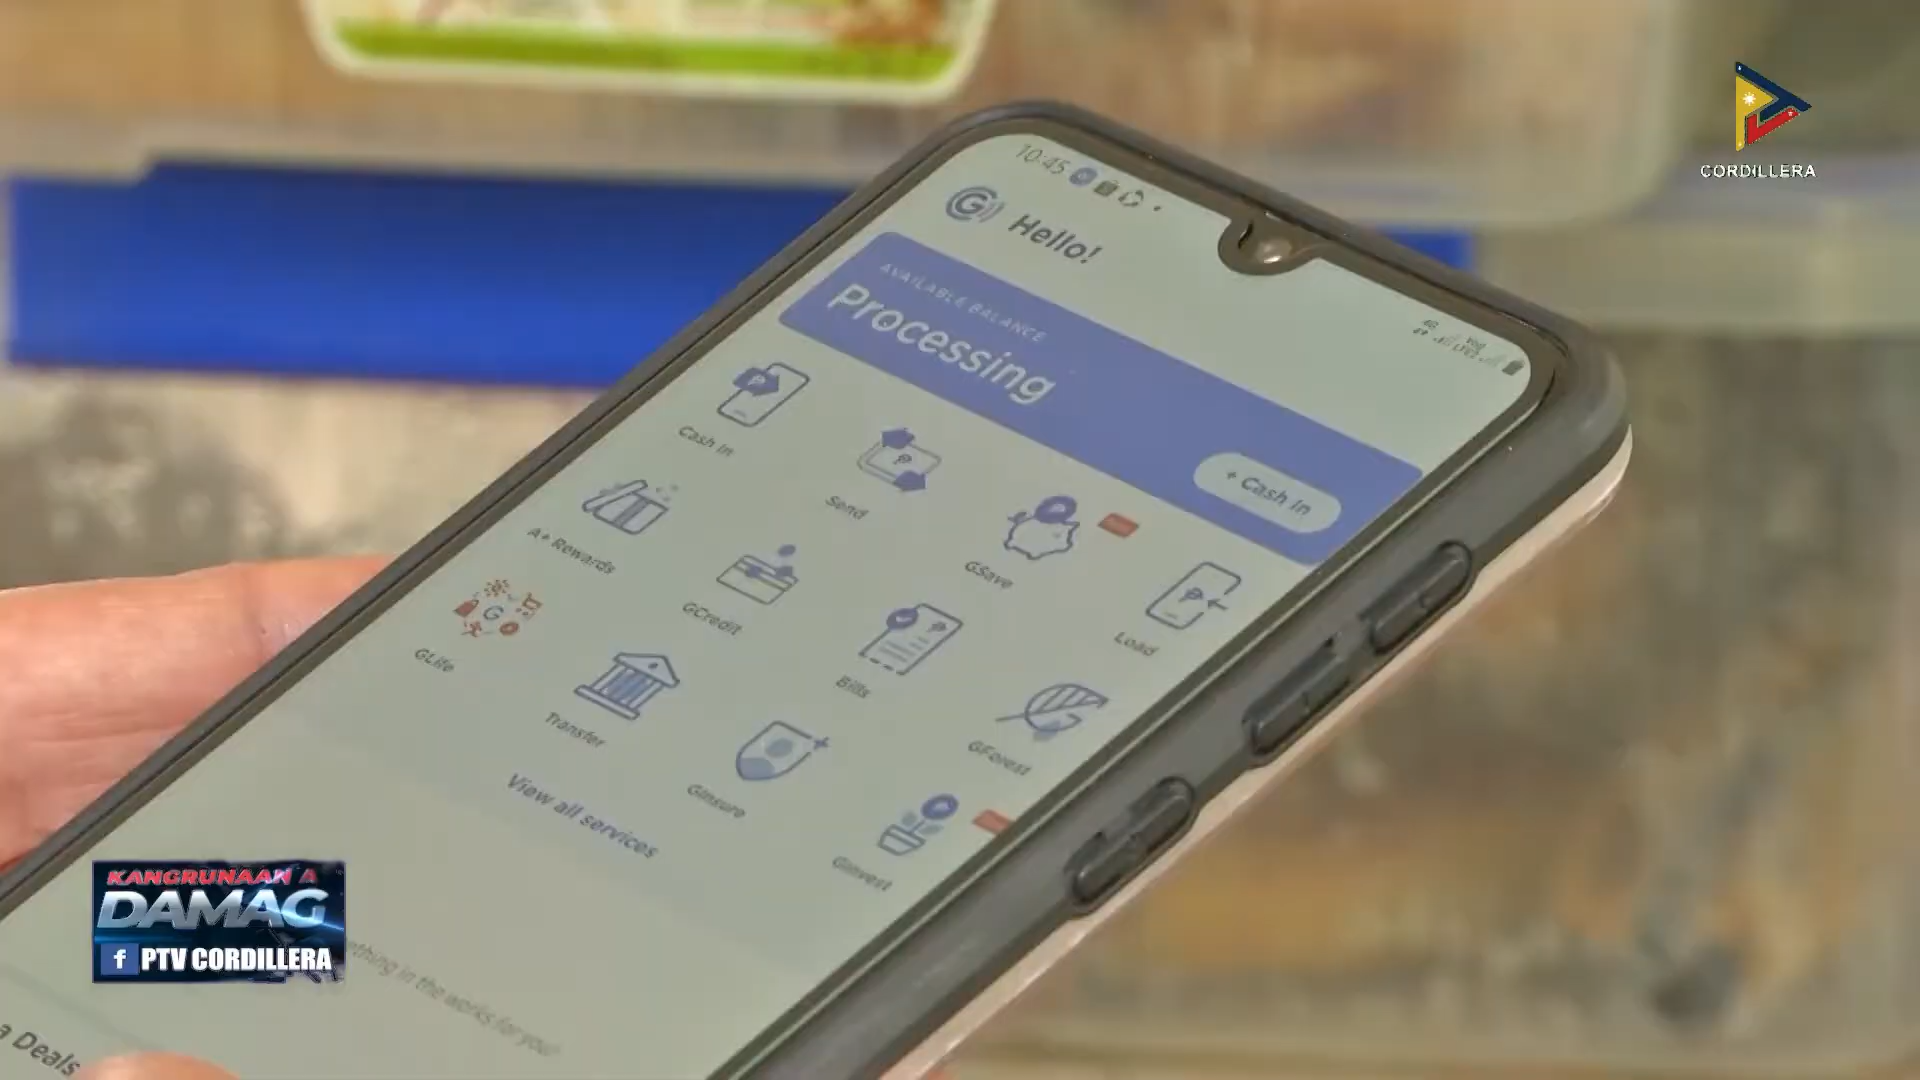 CORDILLERA
10:45
Hello!
AVAILABLE BALANCE
Processing
+ Cash In
Cash In
Send
GSave
Load
A+ Rewards
GCredit
Bills
GForest
GLife
Transfer
GInsure
GInvest
View all services
ething in the works for you!
a Deals
KANGRUNAAN A
DAMAG
f PTV CORDILLERA